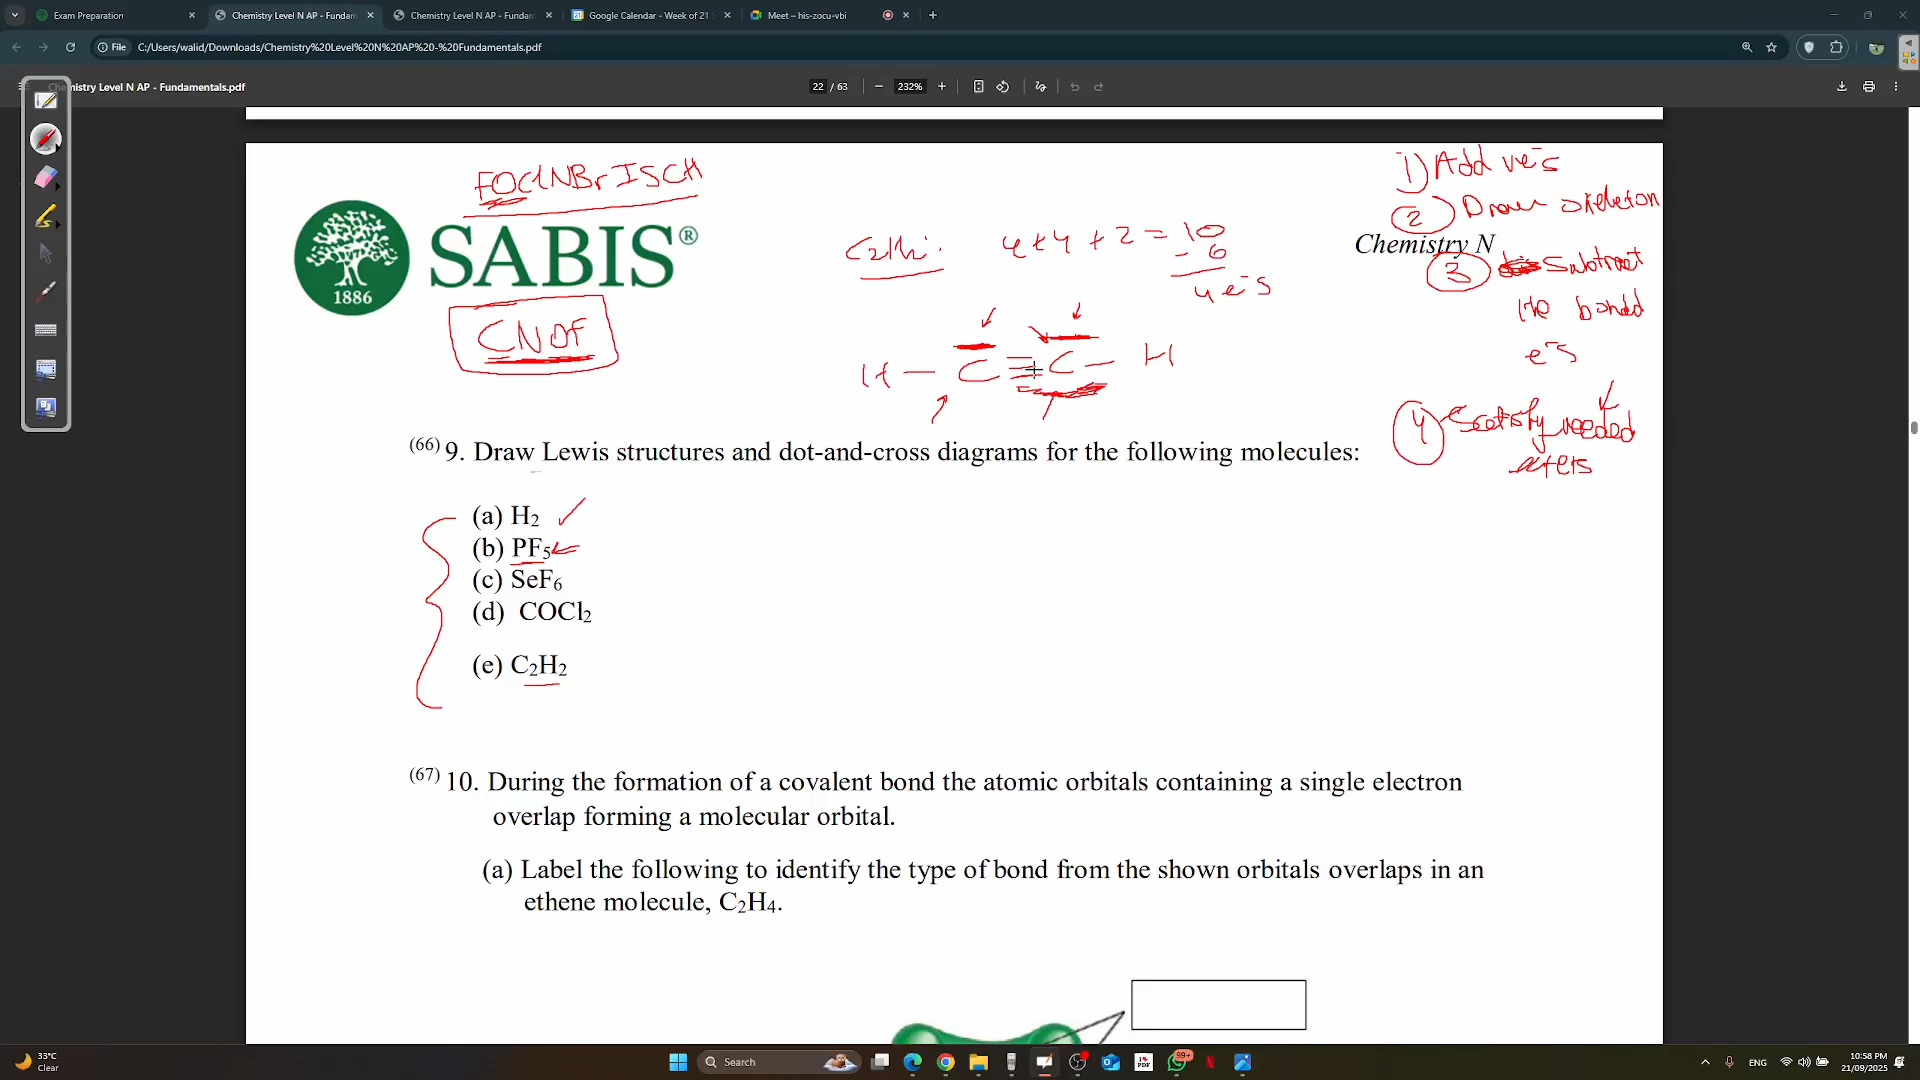 Exam Preparation
Chemistry Level N AP - Fundam
Chemistry Level N AP - Fundam
Google Calendar - Week of 21
Meet – his-zocu-vbi
File
C:/Users/walid/Downloads/Chemistry%20Level%20N%20AP%20-%20Fundamentals.pdf
mistry Level N AP - Fundamentals.pdf
22 / 63
232%
FOClNBrISCH
1) Add ve's
2 Draw skeleton
SABIS®
1886
C2H2:
4 + 4 + 2 = 10
- 6
4 e's
Chemistry N
3 Subtract
the bonded
e's
CNOF
H — C ≡ C — H
4 Satisfy needed
(66) 9. Draw Lewis structures and dot-and-cross diagrams for the following molecules:
(a) H2
(b) PF5
(c) SeF6
(d) COCl2
(e) C2H2
(67) 10. During the formation of a covalent bond the atomic orbitals containing a single electron
overlap forming a molecular orbital.
(a) Label the following to identify the type of bond from the shown orbitals overlaps in an
ethene molecule, C2H4.
33°C
Clear
Search
99+
ENG
10:58 PM
21/09/2025